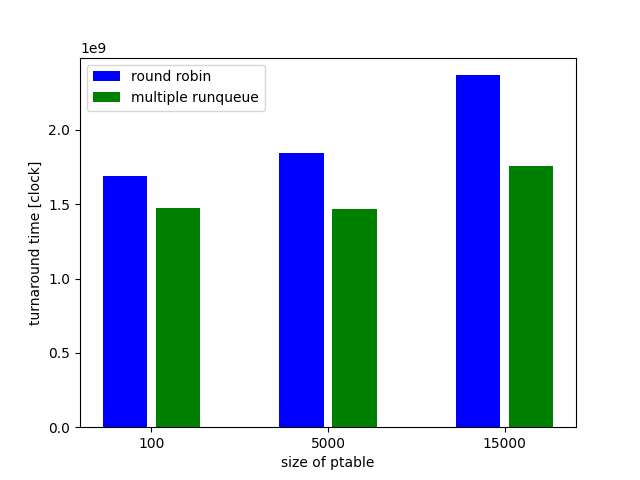 1e9
round robin
multiple runqueue
2.0
1.5
1.0
0.5
0.0
turnaround time [clock]
100 5000 15000
size of ptable